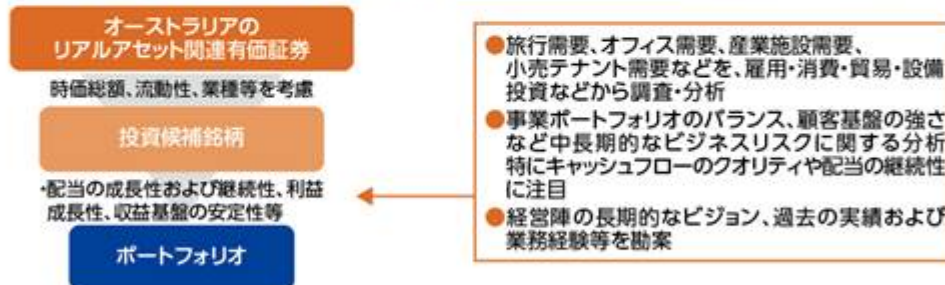 オーストラリアの
リアルアセット関連有価証券
時価総額、流動性、業種等を考慮
投資候補銘柄
・配当の成長性および継続性、利益
成長性、収益基盤の安定性等
ポートフォリオ
●旅行需要、オフィス需要、産業施設需要、
小売テナント需要などを、雇用・消費・貿易・設備
投資などから調査・分析
●事業ポートフォリオのバランス、顧客基盤の強さ
など中長期的なビジネスリスクに関する分析
特にキャッシュフローのクオリティや配当の継続性
に注目
●経営陣の長期的なビジョン、過去の実績および
業務経験等を勘案